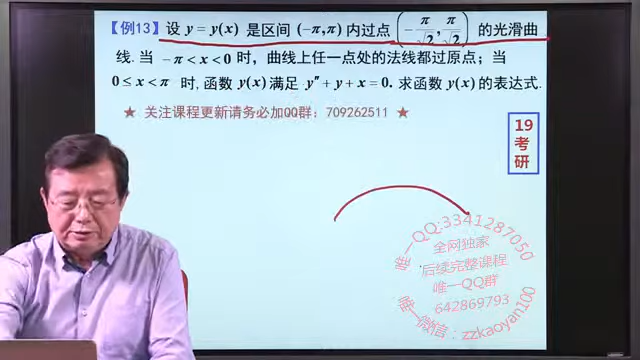 【例13】设 y = y(x) 是区间 (−π,π) 内过点 (−π/√2, π/√2) 的光滑曲
线. 当 −π < x < 0 时，曲线上任一点处的法线都过原点；当
0 ≤ x < π 时, 函数 y(x) 满足 y″ + y + x = 0. 求函数 y(x) 的表达式.
★ 关注课程更新请务必加QQ群：709262511 ★
19
考
研
唯一QQ:3341287050
全网独家
后续完整课程
唯一QQ群
642869793
唯一微信：zzkaoyan100